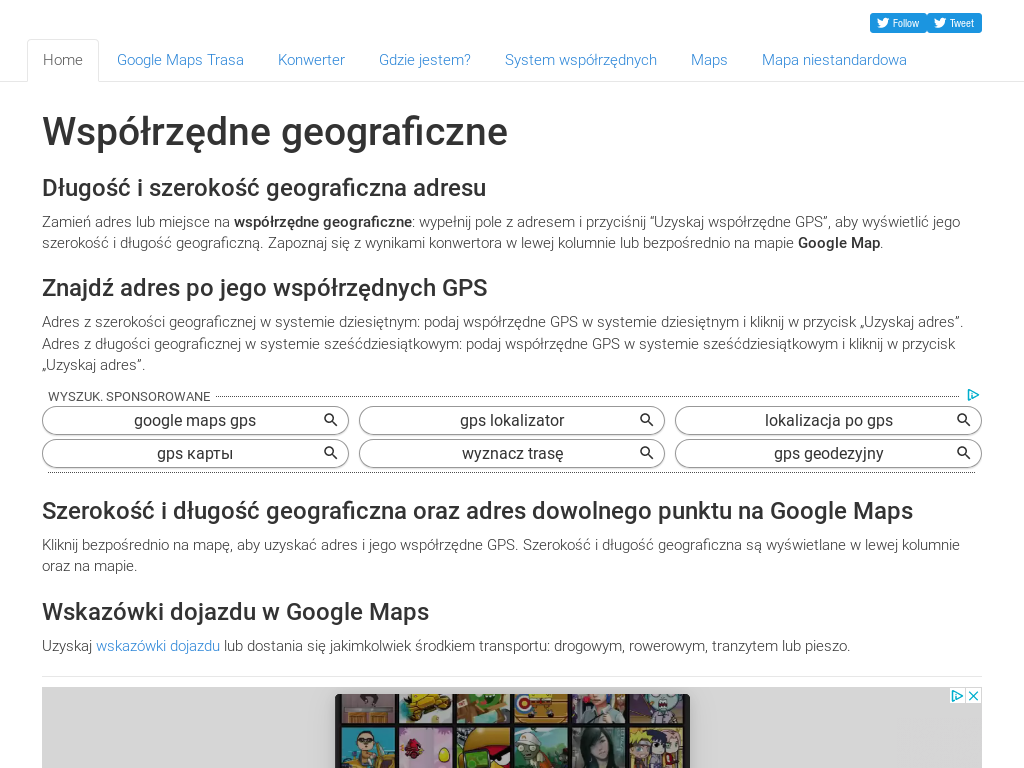 Follow
Tweet
Home
Google Maps Trasa
Konwerter
Gdzie jestem?
System współrzędnych
Maps
Mapa niestandardowa
Współrzędne geograficzne
Długość i szerokość geograficzna adresu
Zamień adres lub miejsce na współrzędne geograficzne: wypełnij pole z adresem i przyciśnij “Uzyskaj współrzędne GPS”, aby wyświetlić jego
szerokość i długość geograficzną. Zapoznaj się z wynikami konwertora w lewej kolumnie lub bezpośrednio na mapie Google Map.
Znajdź adres po jego współrzędnych GPS
Adres z szerokości geograficznej w systemie dziesiętnym: podaj współrzędne GPS w systemie dziesiętnym i kliknij w przycisk „Uzyskaj adres”.
Adres z długości geograficznej w systemie sześćdziesiątkowym: podaj współrzędne GPS w systemie sześćdziesiątkowym i kliknij w przycisk
„Uzyskaj adres”.
WYSZUK. SPONSOROWANE
google maps gps
gps lokalizator
lokalizacja po gps
gps карты
wyznacz trasę
gps geodezyjny
Szerokość i długość geograficzna oraz adres dowolnego punktu na Google Maps
Kliknij bezpośrednio na mapę, aby uzyskać adres i jego współrzędne GPS. Szerokość i długość geograficzna są wyświetlane w lewej kolumnie
oraz na mapie.
Wskazówki dojazdu w Google Maps
Uzyskaj wskazówki dojazdu lub dostania się jakimkolwiek środkiem transportu: drogowym, rowerowym, tranzytem lub pieszo.